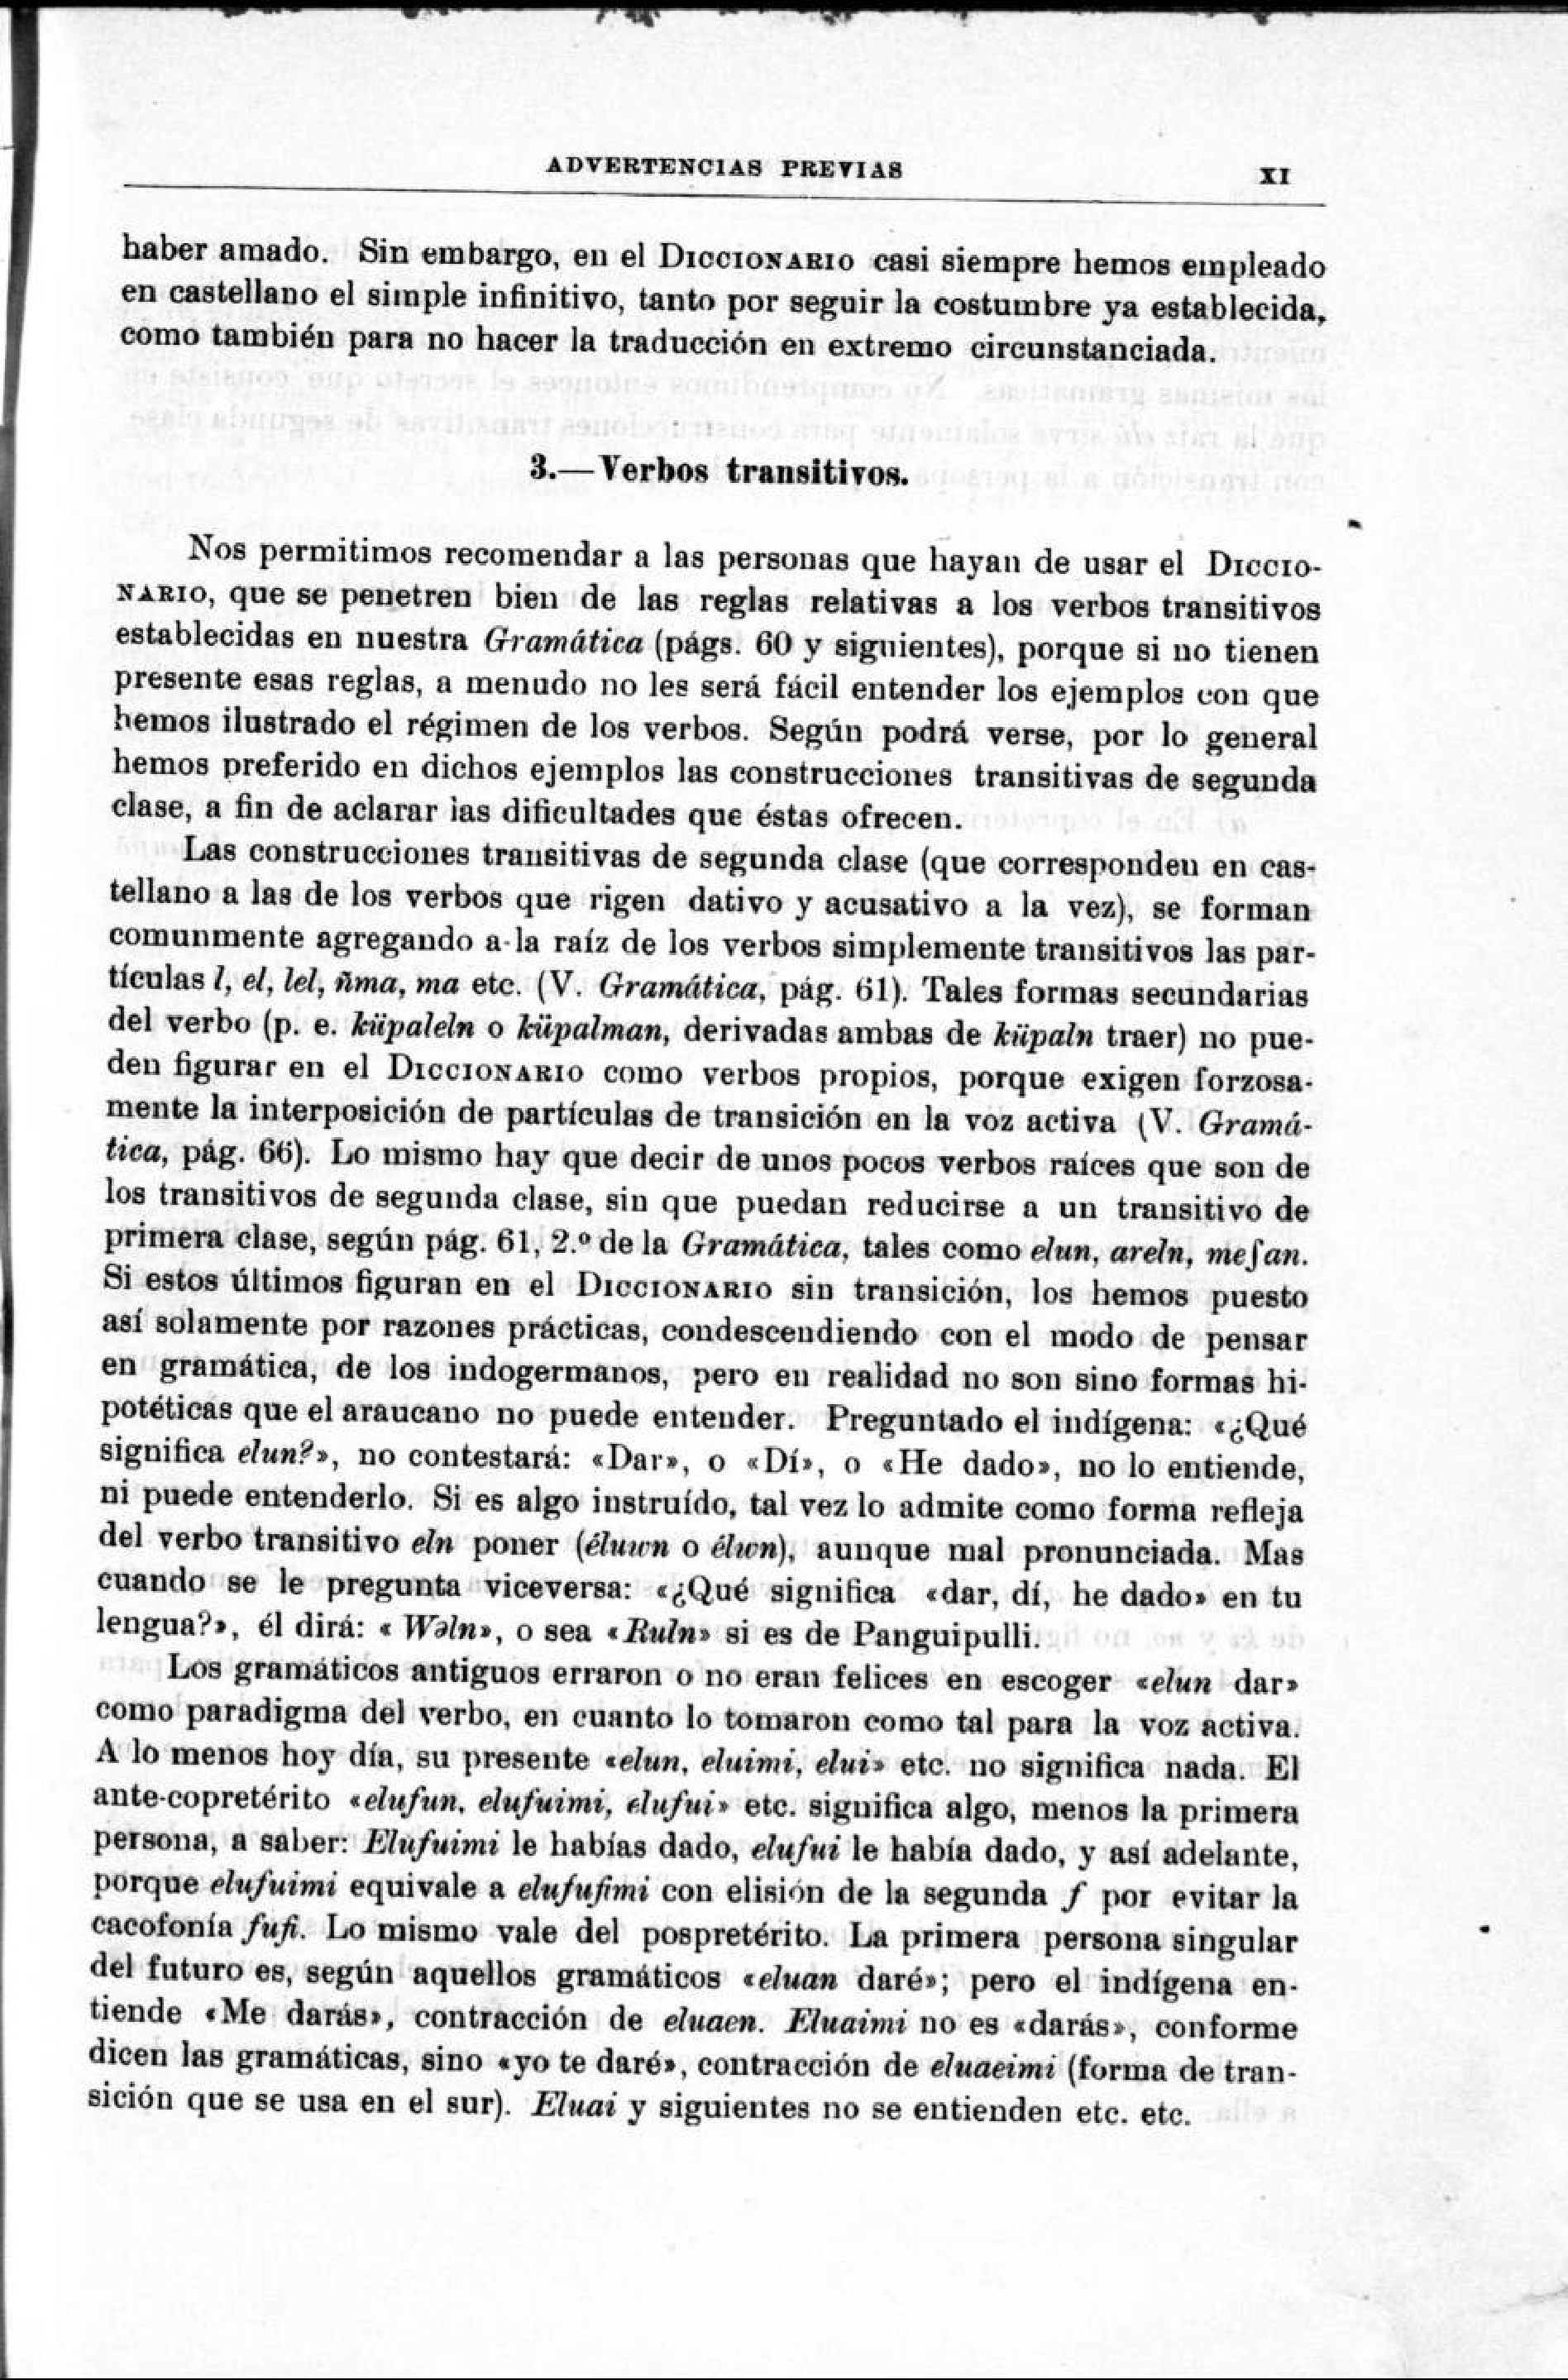 ADVERTENCIAS PREVIAS XI
haber amado. Sin embargo, en el DICCIONARIO casi siempre hemos empleado
en castellano el simple infinitivo, tanto por seguir la costumbre ya establecida,
como también para no hacer la traducción en extremo circunstanciada.
3.—Verbos transitivos.
Nos permitimos recomendar a las personas que hayan de usar el DICCIO-
NARIO, que se penetren bien de las reglas relativas a los verbos transitivos
establecidas en nuestra Gramática (págs. 60 y siguientes), porque si no tienen
presente esas reglas, a menudo no les será fácil entender los ejemplos con que
hemos ilustrado el régimen de los verbos. Según podrá verse, por lo general
hemos preferido en dichos ejemplos las construcciones transitivas de segunda
clase, a fin de aclarar las dificultades que éstas ofrecen.
Las construcciones transitivas de segunda clase (que corresponden en cas-
tellano a las de los verbos que rigen dativo y acusativo a la vez), se forman
comunmente agregando a la raíz de los verbos simplemente transitivos las par-
tículas l, el, lel, ñma, ma etc. (V. Gramática, pág. 61). Tales formas secundarias
del verbo (p. e. küpaleln o küpalman, derivadas ambas de küpaln traer) no pue-
den figurar en el DICCIONARIO como verbos propios, porque exigen forzosa-
mente la interposición de partículas de transición en la voz activa (V. Gramá-
tica, pág. 66). Lo mismo hay que decir de unos pocos verbos raíces que son de
los transitivos de segunda clase, sin que puedan reducirse a un transitivo de
primera clase, según pág. 61, 2.º de la Gramática, tales como elun, areln, meʃan.
Si estos últimos figuran en el DICCIONARIO sin transición, los hemos puesto
así solamente por razones prácticas, condescendiendo con el modo de pensar
en gramática, de los indogermanos, pero en realidad no son sino formas hi-
potéticas que el araucano no puede entender. Preguntado el indígena: «¿Qué
significa elun?», no contestará: «Dar», o «Dí», o «He dado», no lo entiende,
ni puede entenderlo. Si es algo instruído, tal vez lo admite como forma refleja
del verbo transitivo eln poner (éluwn o élwn), aunque mal pronunciada. Mas
cuando se le pregunta viceversa: «¿Qué significa «dar, dí, he dado» en tu
lengua?», él dirá: « Wəln», o sea «Ruln» si es de Panguipulli.
Los gramáticos antiguos erraron o no eran felices en escoger «elun dar»
como paradigma del verbo, en cuanto lo tomaron como tal para la voz activa.
A lo menos hoy día, su presente «elun, eluimi, elui» etc. no significa nada. El
ante-copretérito «elufun, elufuimi, elufui» etc. significa algo, menos la primera
persona, a saber: Elufuimi le habías dado, elufui le había dado, y así adelante,
porque elufuimi equivale a elufufimi con elisión de la segunda f por evitar la
cacofonía fufi. Lo mismo vale del pospretérito. La primera persona singular
del futuro es, según aquellos gramáticos «eluan daré»; pero el indígena en-
tiende «Me darás», contracción de eluaen. Eluaimi no es «darás», conforme
dicen las gramáticas, sino «yo te daré», contracción de eluaeimi (forma de tran-
sición que se usa en el sur). Eluai y siguientes no se entienden etc. etc.